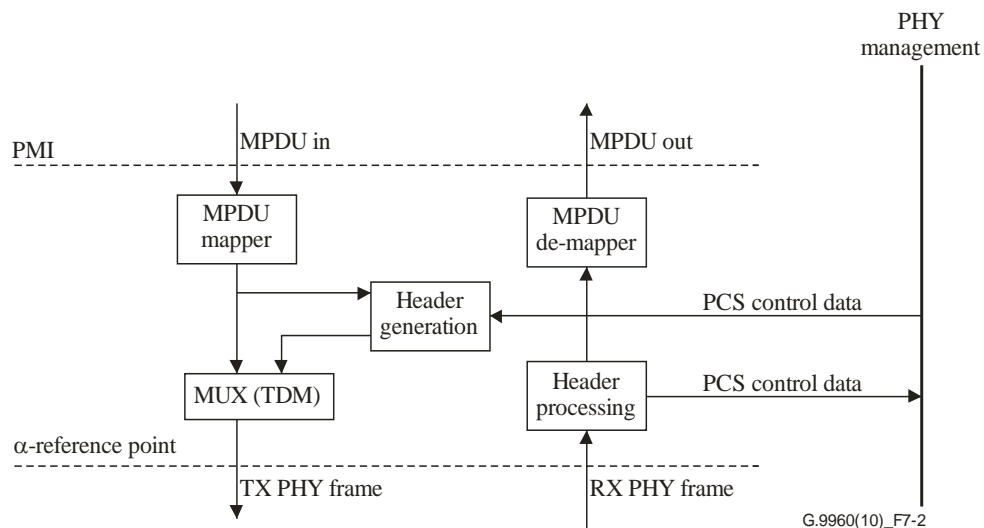 PHY
management
MPDU in
MPDU out
PMI
MPDU
mapper
MPDU
de-mapper
Header
generation
PCS control data
MUX (TDM)
Header
processing
PCS control data
α-reference point
TX PHY frame
RX PHY frame
G.9960(10)_F7-2